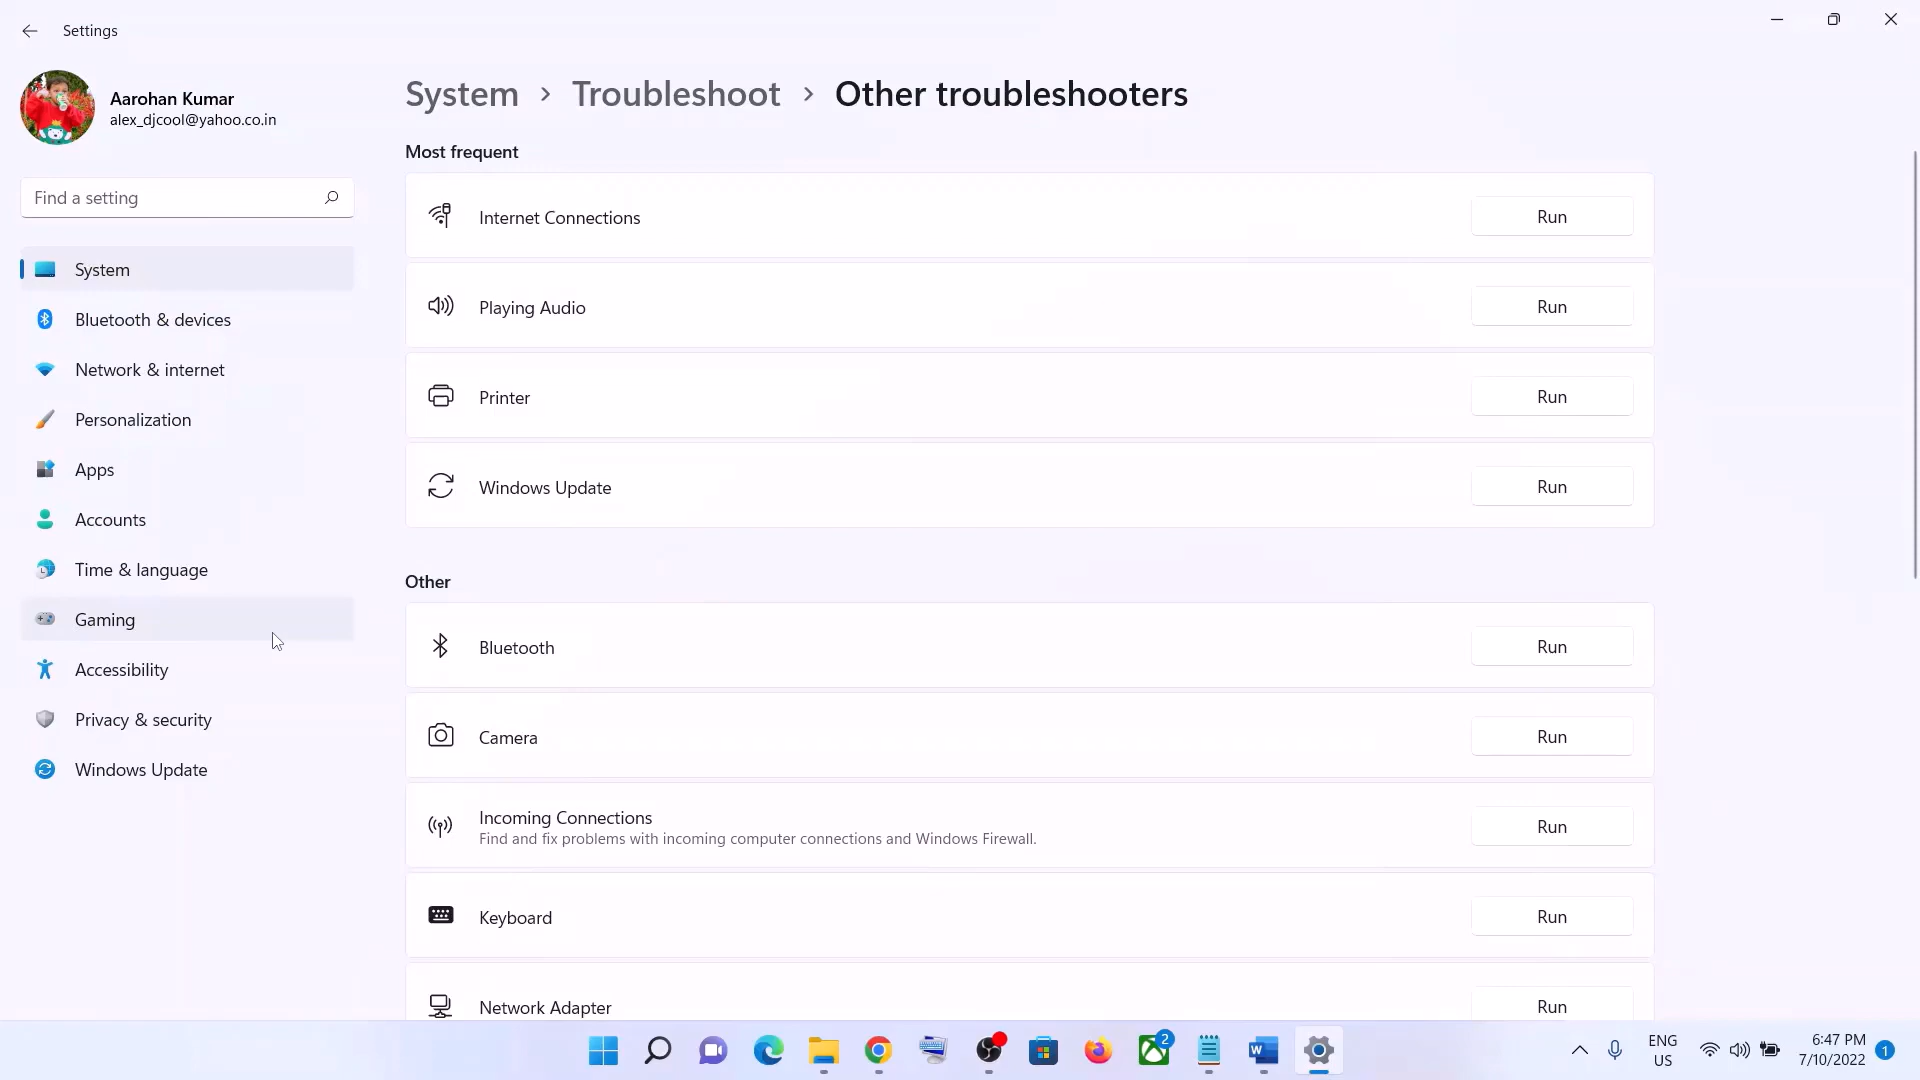 Settings
Aarohan Kumar
alex_djcool@yahoo.co.in
Find a setting
System
Bluetooth & devices
Network & internet
Personalization
Apps
Accounts
Time & language
Gaming
Accessibility
Privacy & security
Windows Update
System > Troubleshoot > Other troubleshooters
Most frequent
Internet Connections Run
Playing Audio Run
Printer Run
Windows Update Run
Other
Bluetooth Run
Camera Run
Incoming Connections Run
Find and fix problems with incoming computer connections and Windows Firewall.
Keyboard Run
Network Adapter Run
2
W
ENG
US
6:47 PM
7/10/2022
1